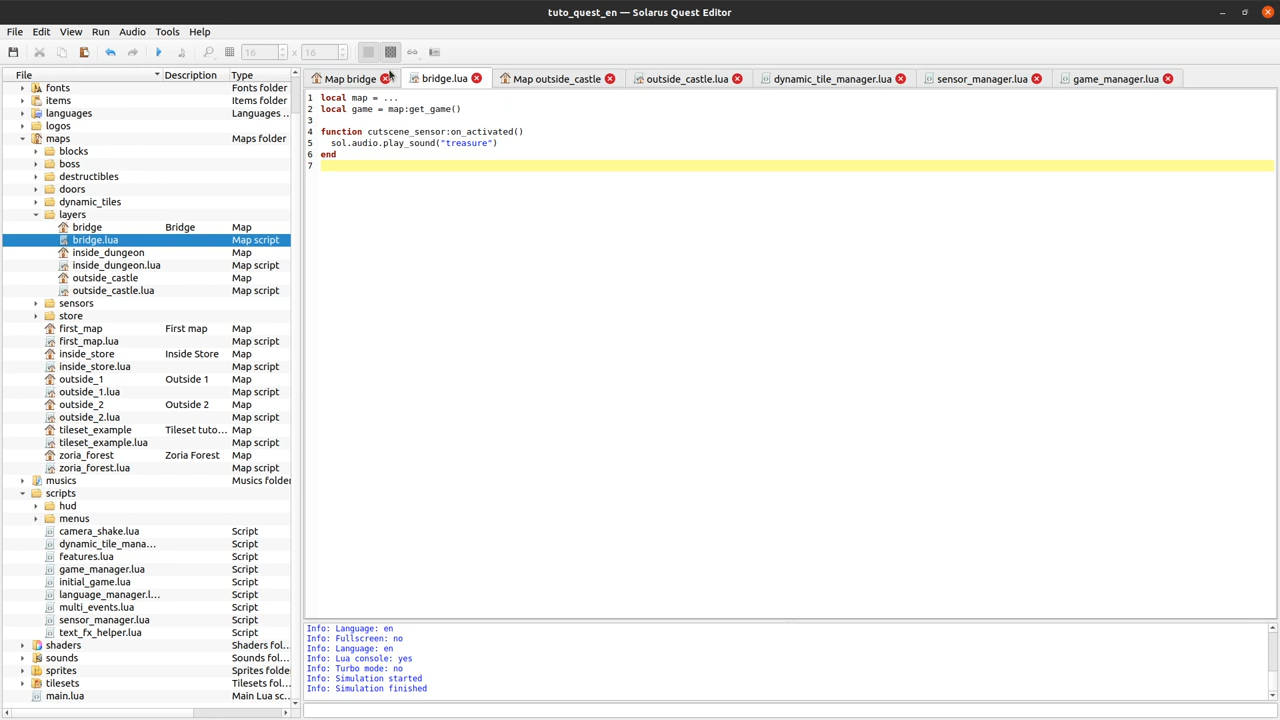 tuto_quest_en — Solarus Quest Editor
File Edit View Run Audio Tools Help
16 x 16
File Description Type
Map bridge bridge.lua Map outside_castle outside_castle.lua dynamic_tile_manager.lua sensor_manager.lua game_manager.lua
fonts Fonts folder
items Items folder
languages Languages ...
logos
maps Maps folder
blocks
boss
destructibles
doors
dynamic_tiles
layers
bridge Bridge Map
bridge.lua Map script
inside_dungeon Map
inside_dungeon.lua Map script
outside_castle Map
outside_castle.lua Map script
sensors
store
first_map First map Map
first_map.lua Map script
inside_store Inside Store Map
inside_store.lua Map script
outside_1 Outside 1 Map
outside_1.lua Map script
outside_2 Outside 2 Map
outside_2.lua Map script
tileset_example Tileset tuto... Map
tileset_example.lua Map script
zoria_forest Zoria Forest Map
zoria_forest.lua Map script
musics Musics folder
scripts
hud
menus
camera_shake.lua Script
dynamic_tile_mana... Script
features.lua Script
game_manager.lua Script
initial_game.lua Script
language_manager.l... Script
multi_events.lua Script
sensor_manager.lua Script
text_fx_helper.lua Script
shaders Shaders fol...
sounds Sounds fol...
sprites Sprites folde
tilesets Tilesets fol...
main.lua Main Lua sc...
1 local map = ...
2 local game = map:get_game()
3
4 function cutscene_sensor:on_activated()
5 sol.audio.play_sound("treasure")
6 end
7
Info: Language: en
Info: Fullscreen: no
Info: Language: en
Info: Lua console: yes
Info: Turbo mode: no
Info: Simulation started
Info: Simulation finished